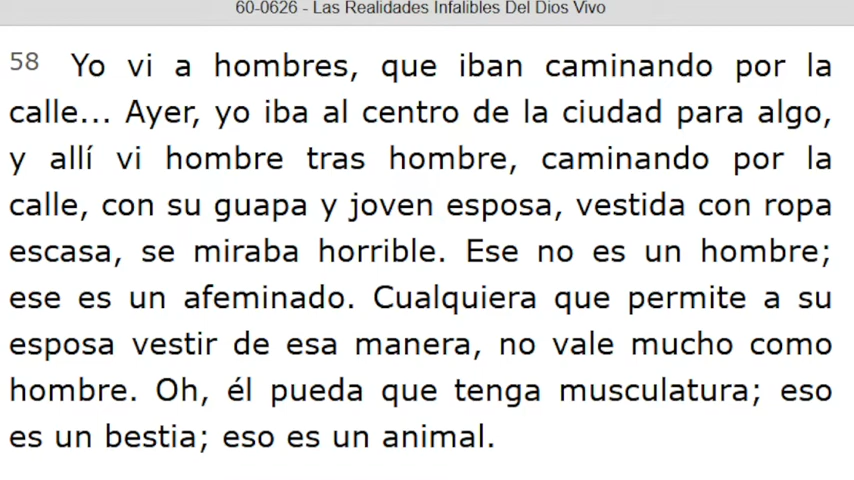 60-0626 - Las Realidades Infalibles Del Dios Vivo
58 Yo vi a hombres, que iban caminando por la
calle... Ayer, yo iba al centro de la ciudad para algo,
y allí vi hombre tras hombre, caminando por la
calle, con su guapa y joven esposa, vestida con ropa
escasa, se miraba horrible. Ese no es un hombre;
ese es un afeminado. Cualquiera que permite a su
esposa vestir de esa manera, no vale mucho como
hombre. Oh, él pueda que tenga musculatura; eso
es un bestia; eso es un animal.